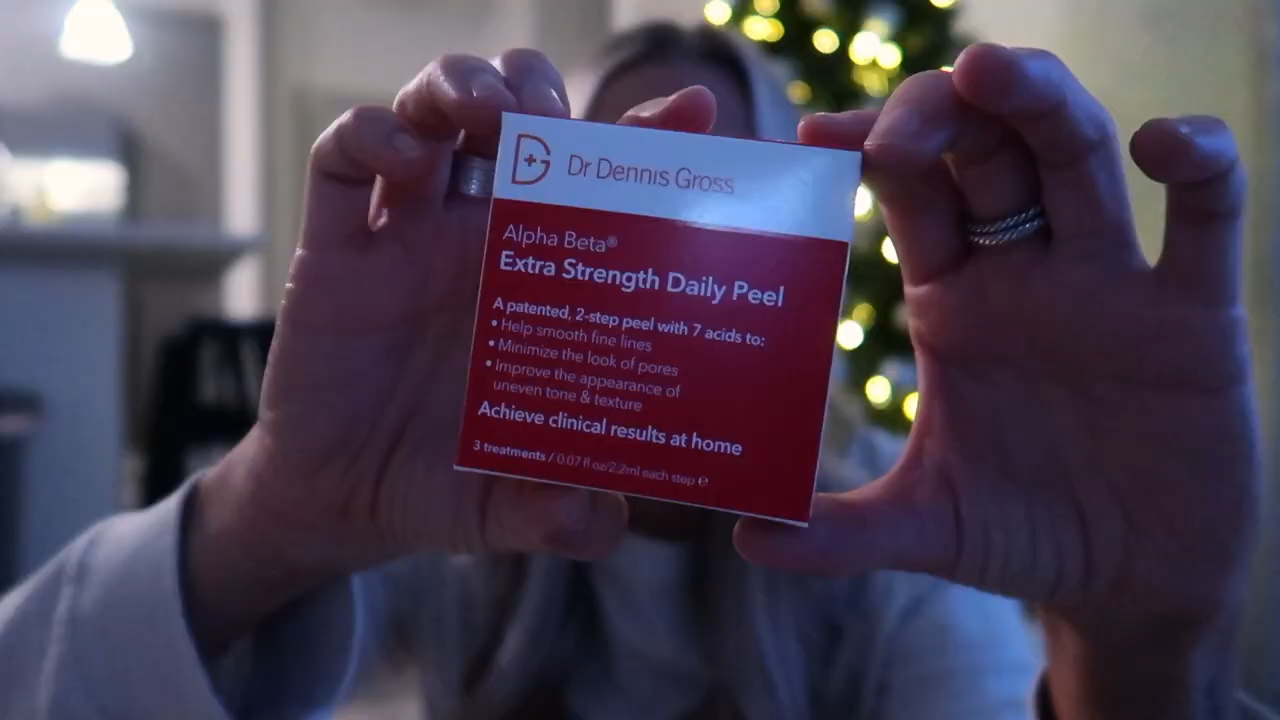 DG
Dr Dennis Gross
Alpha Beta®
Extra Strength Daily Peel
A patented, 2-step peel with 7 acids to:
• Help smooth fine lines
• Minimize the look of pores
• Improve the appearance of
uneven tone & texture
Achieve clinical results at home
3 treatments / 0.07 fl oz/2.2ml each step ℮